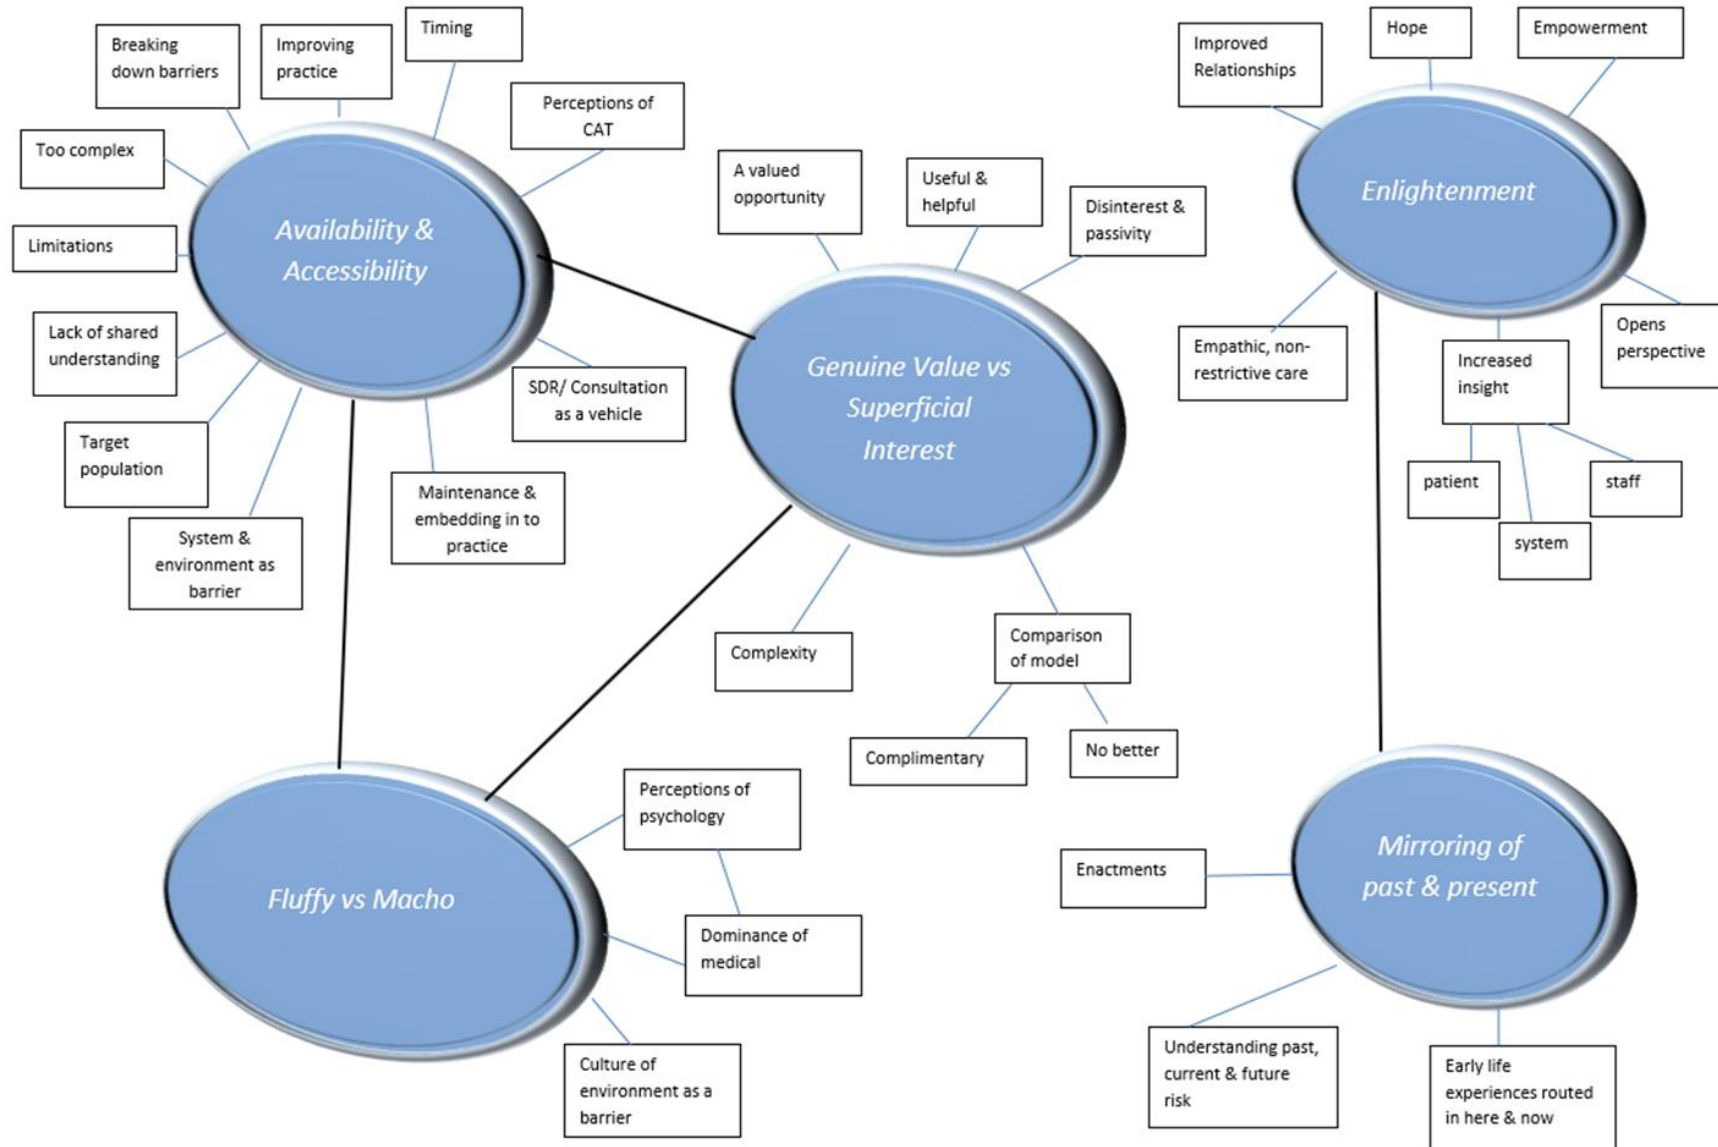 Timing
Breaking
down barriers
Improving
practice
Perceptions of
CAT
Too complex
Limitations
Availability &
Accessibility
Lack of shared
understanding
Target
population
System &
environment as
barrier
Maintenance &
embedding in to
practice
SDR/ Consultation
as a vehicle
A valued
opportunity
Useful &
helpful
Disinterest &
passivity
Genuine Value vs
Superficial
Interest
Complexity
Comparison
of model
Complimentary
No better
Fluffy vs Macho
Perceptions of
psychology
Dominance of
medical
Culture of
environment as a
barrier
Improved
Relationships
Hope
Empowerment
Enlightenment
Empathic, non-
restrictive care
Increased
insight
Opens
perspective
patient
system
staff
Mirroring of
past & present
Enactments
Understanding past,
current & future
risk
Early life
experiences routed
in here & now